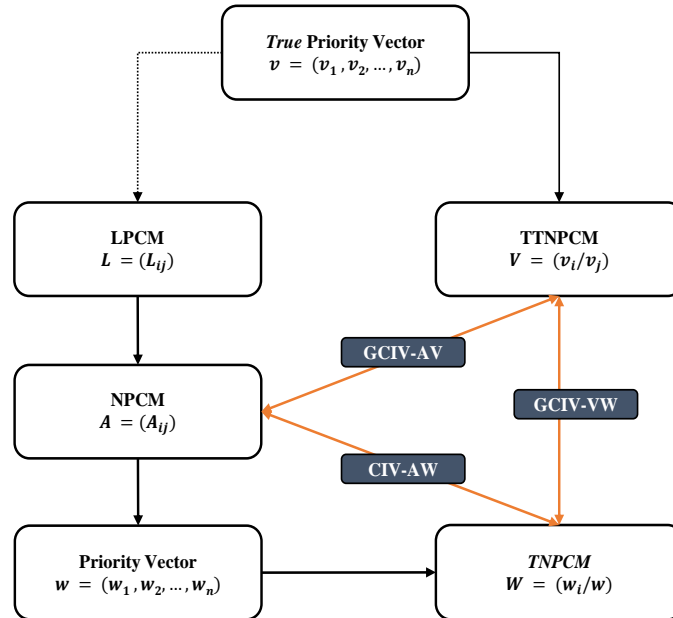 True Priority Vector
v = (v₁, v₂, ..., vₙ)
LPCM
L = (Lᵢⱼ)
TTNPCM
V = (vᵢ/vⱼ)
GCIV-AV
NPCM
A = (Aᵢⱼ)
GCIV-VW
CIV-AW
Priority Vector
w = (w₁, w₂, ..., wₙ)
TNPCM
W = (wᵢ/w)